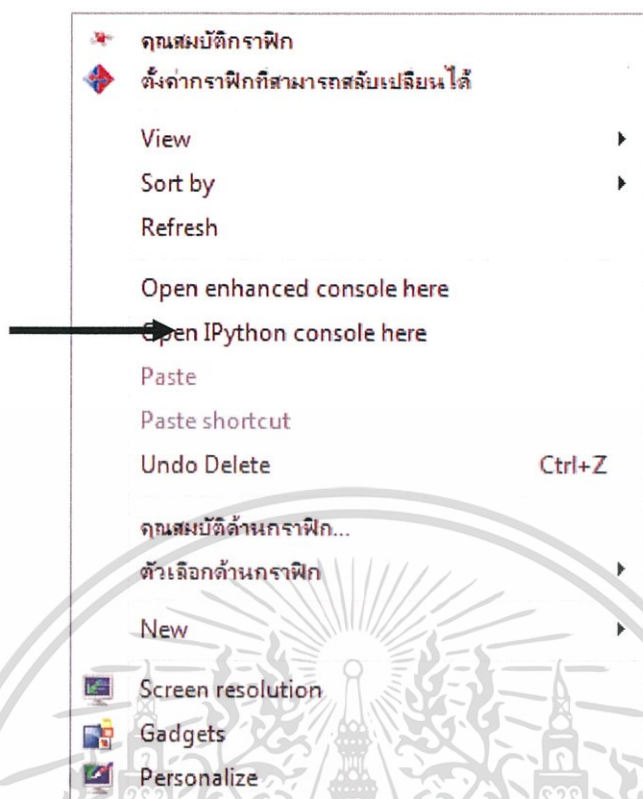 คุณสมบัติกราฟิก
ตั้งค่ากราฟิกที่สามารถสลับเปลี่ยนได้
View
Sort by
Refresh
Open enhanced console here
Open IPython console here
Paste
Paste shortcut
Undo Delete Ctrl+Z
คุณสมบัติด้านกราฟิก...
ตัวเลือกด้านกราฟิก
New
Screen resolution
Gadgets
Personalize